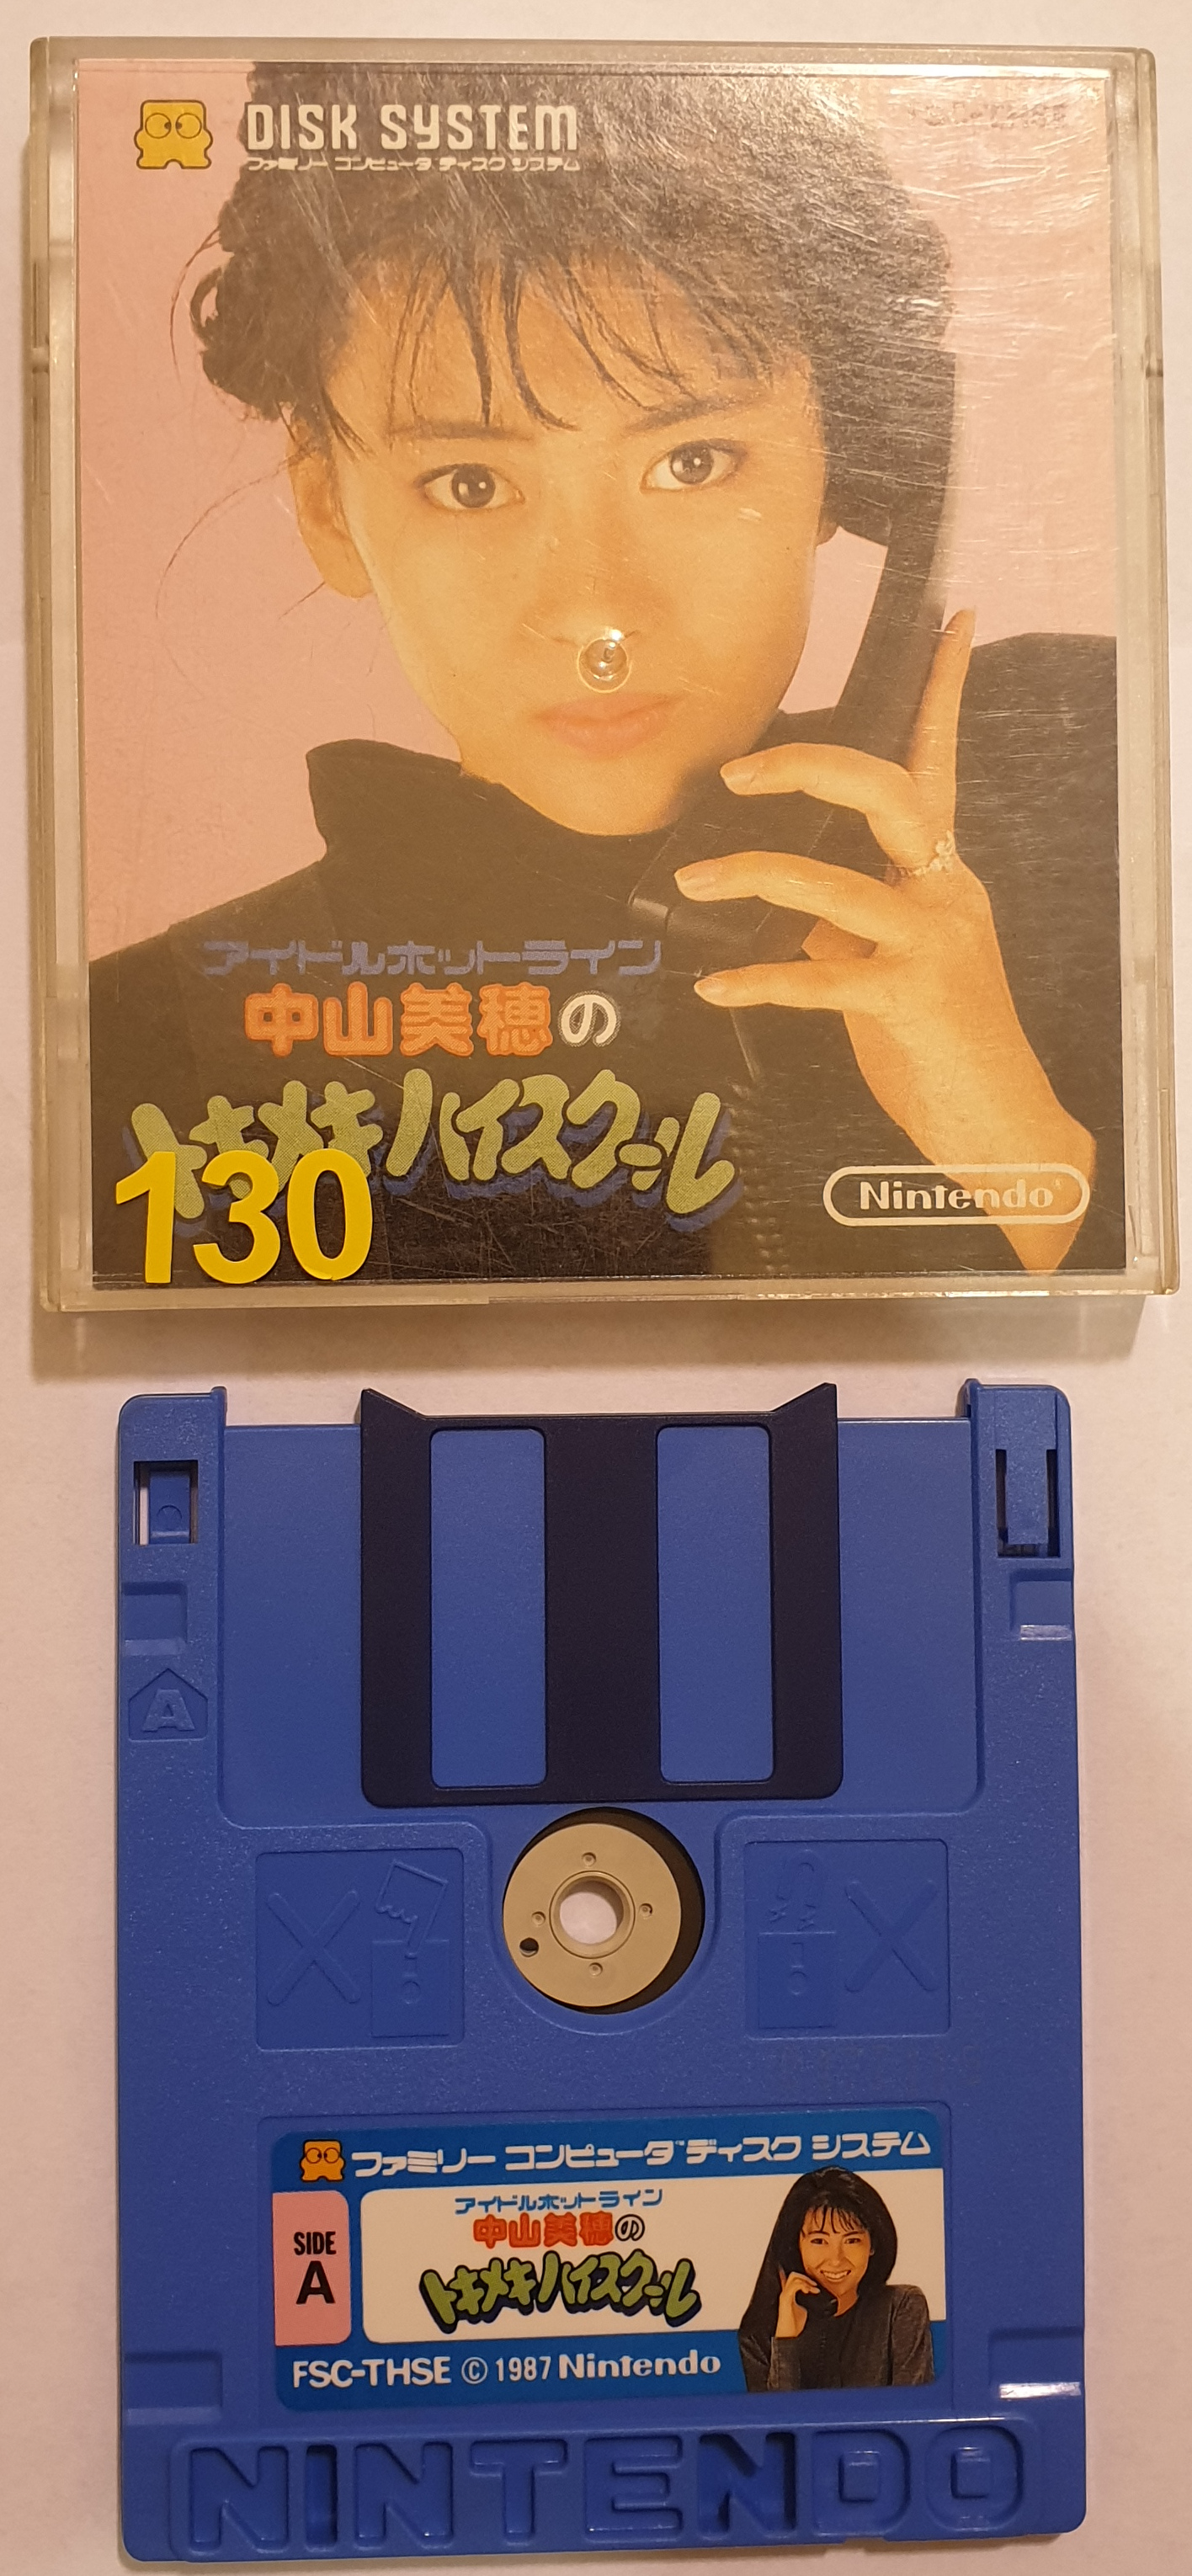 DISK SYSTEM
ファミリー コンピュータ ディスク システム
アイドルホットライン
中山美穂の
トキメキハイスクール
130
Nintendo
A
ファミリー コンピュータ™ ディスク システム
アイドルホットライン
SIDE
A
中山美穂の
トキメキハイスクール
FSC-THSE © 1987 Nintendo
NINTENDO